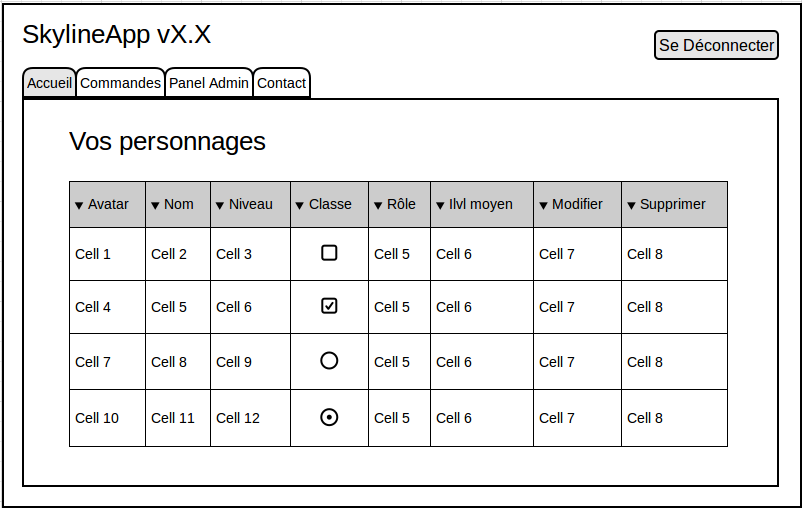 SkylineApp vX.X
Se Déconnecter
Accueil Commandes Panel Admin Contact
Vos personnages
Avatar Nom Niveau Classe Rôle Ilvl moyen Modifier Supprimer
Cell 1 Cell 2 Cell 3 Cell 5 Cell 6 Cell 7 Cell 8
Cell 4 Cell 5 Cell 6 Cell 5 Cell 6 Cell 7 Cell 8
Cell 7 Cell 8 Cell 9 Cell 5 Cell 6 Cell 7 Cell 8
Cell 10 Cell 11 Cell 12 Cell 5 Cell 6 Cell 7 Cell 8